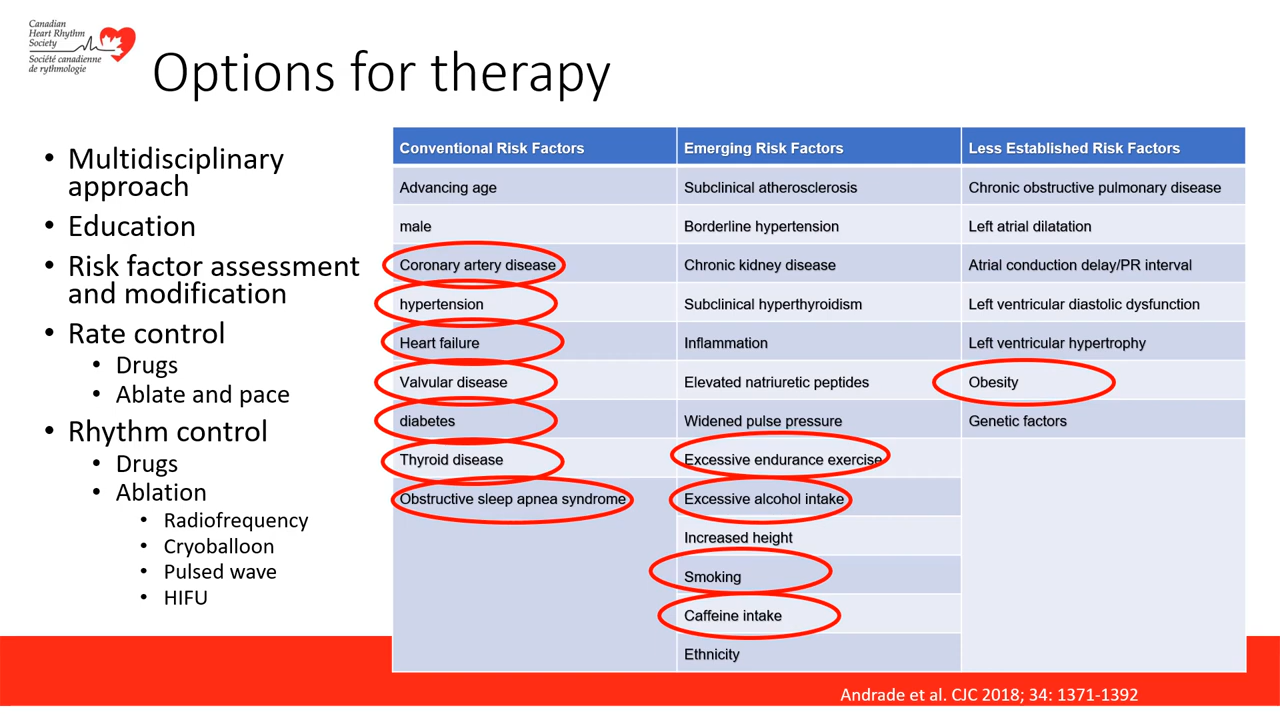 Canadian
Heart Rhythm
Society
Société canadienne
de rythmologie
Options for therapy
• Multidisciplinary
approach
• Education
• Risk factor assessment
and modification
• Rate control
• Drugs
• Ablate and pace
• Rhythm control
• Drugs
• Ablation
• Radiofrequency
• Cryoballoon
• Pulsed wave
• HIFU
Conventional Risk Factors Emerging Risk Factors Less Established Risk Factors
Advancing age Subclinical atherosclerosis Chronic obstructive pulmonary disease
male Borderline hypertension Left atrial dilatation
Coronary artery disease Chronic kidney disease Atrial conduction delay/PR interval
hypertension Subclinical hyperthyroidism Left ventricular diastolic dysfunction
Heart failure Inflammation Left ventricular hypertrophy
Valvular disease Elevated natriuretic peptides Obesity
diabetes Widened pulse pressure Genetic factors
Thyroid disease Excessive endurance exercise
Obstructive sleep apnea syndrome Excessive alcohol intake
Increased height
Smoking
Caffeine intake
Ethnicity
Andrade et al. CJC 2018; 34: 1371-1392